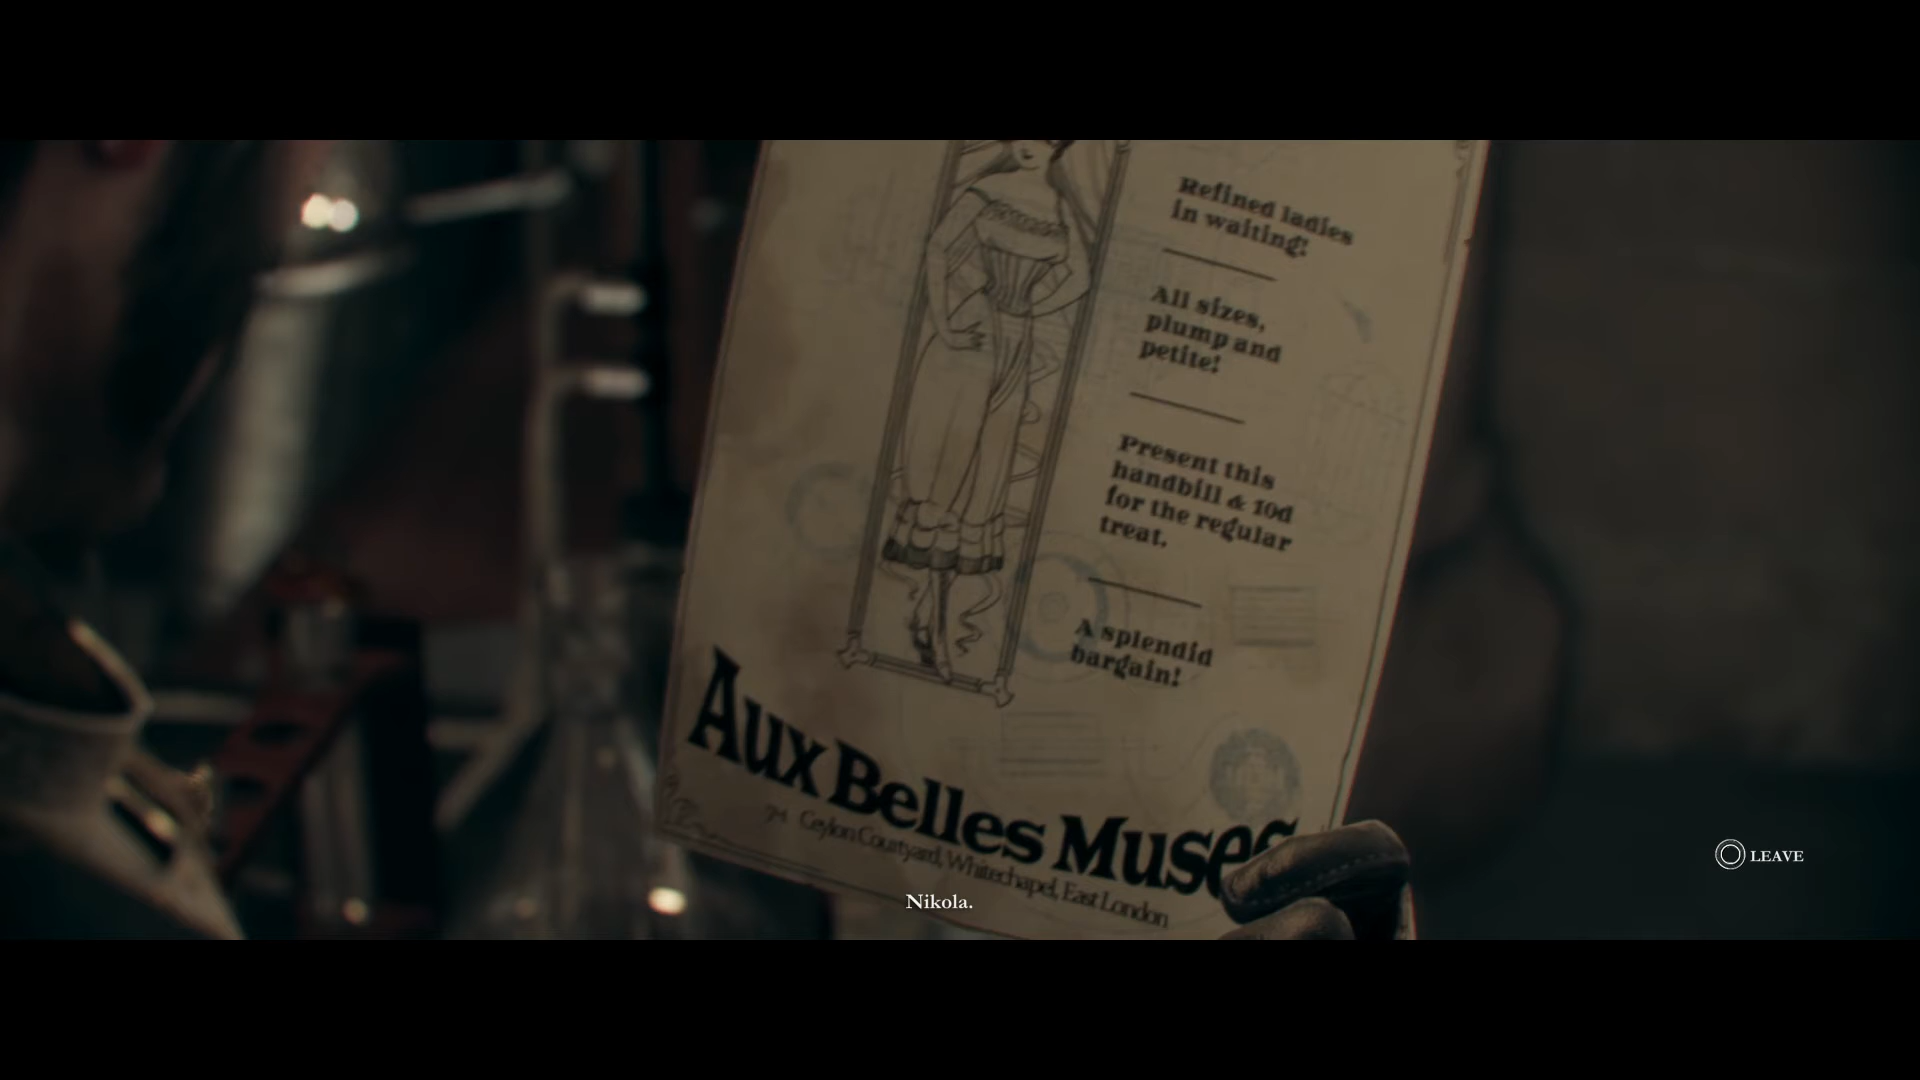 Refined ladies
in waiting!
All sizes,
plump and
petite!
Present this
handbill & 10d
for the regular
treat.
A splendid
bargain!
Aux Belles Muses
Ceylon Courtyard, Whitechapel, East London
Nikola.
LEAVE